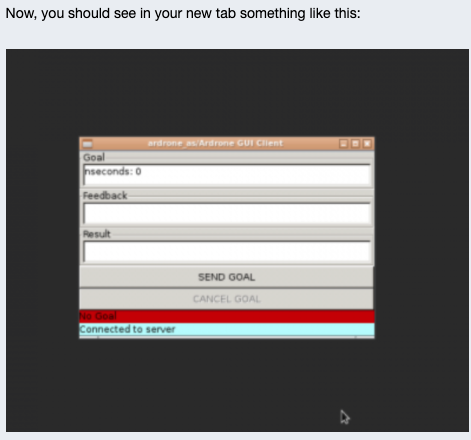 Now, you should see in your new tab something like this:
ardrone_as/Ardrone GUI Client
Goal
nseconds: 0
Feedback
Result
SEND GOAL
CANCEL GOAL
No Goal
Connected to server